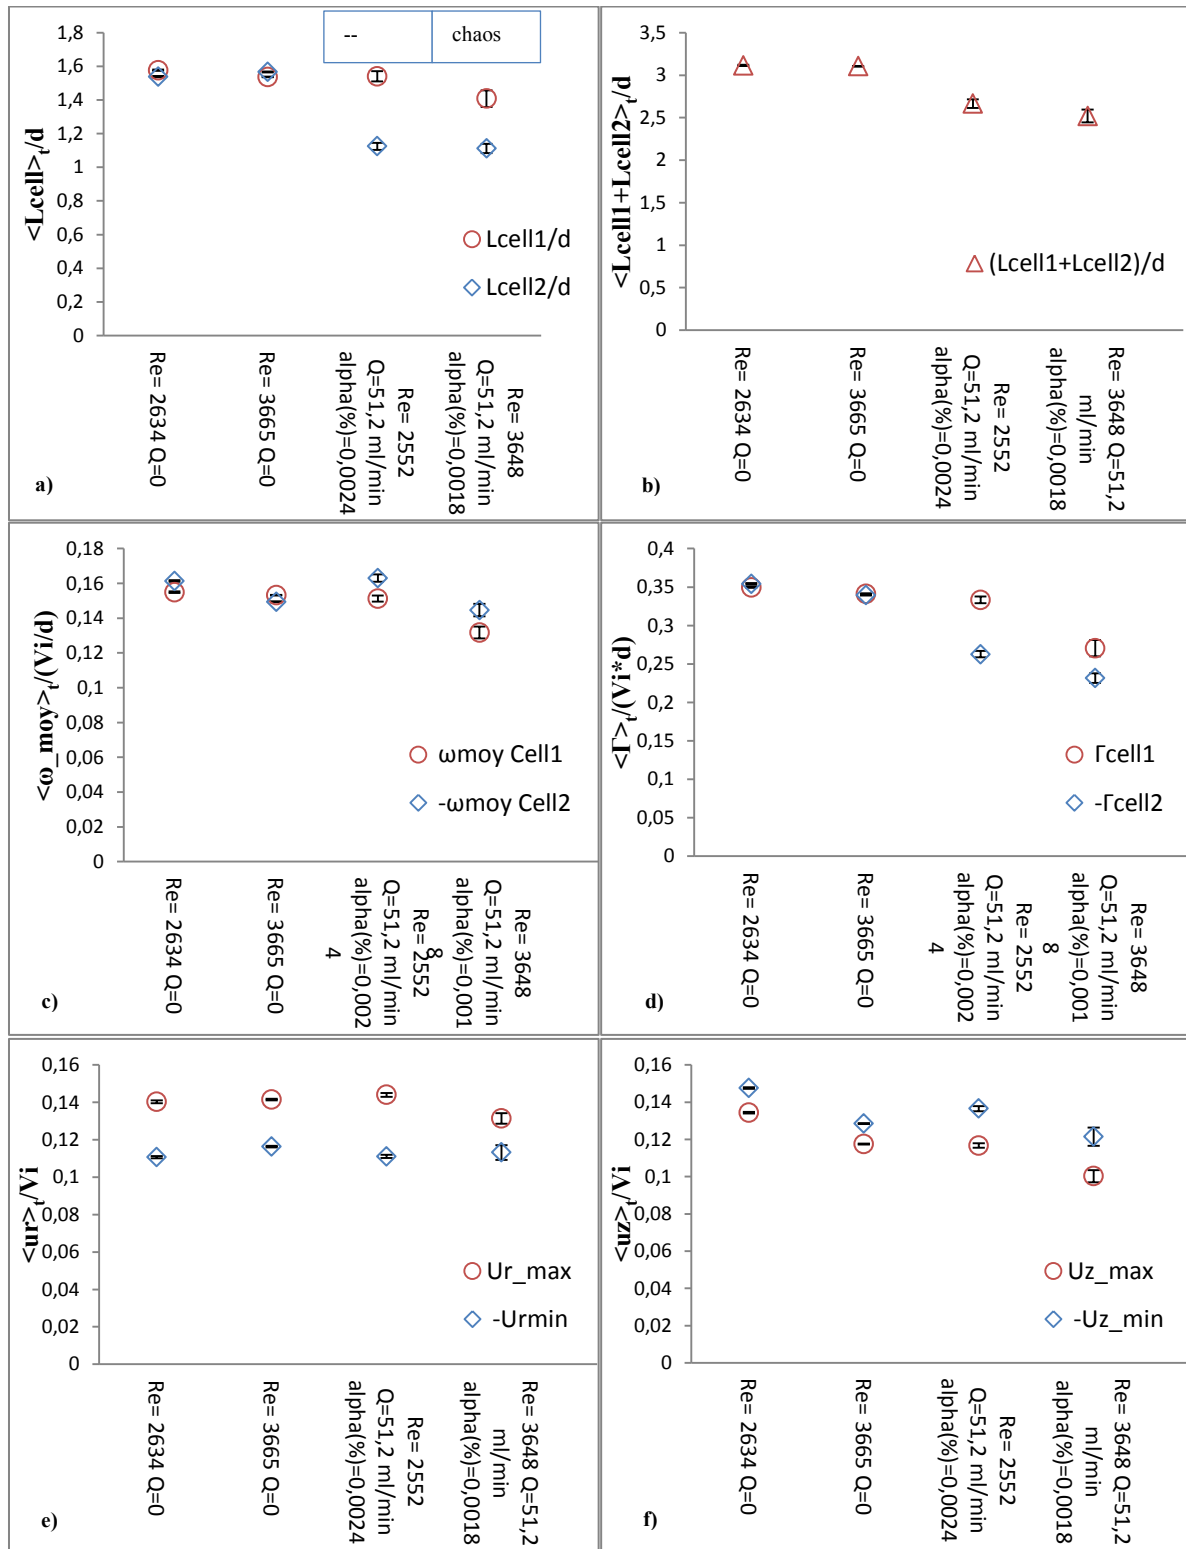 1,8
1,6
1,4
1,2
1
0,8
0,6
0,4
0,2
0
<Lcell>t/d
--
chaos
Lcell1/d
Lcell2/d
Re= 2634 Q=0
Re= 3665 Q=0
Re= 2552
Q=51,2 ml/min
alpha(%)=0,0024
Re= 3648
Q=51,2 ml/min
alpha(%)=0,0018
a)
3,5
3
2,5
2
1,5
1
0,5
0
<Lcell1+Lcell2>t/d
(Lcell1+Lcell2)/d
Re= 2634 Q=0
Re= 3665 Q=0
Re= 2552
Q=51,2 ml/min
alpha(%)=0,0024
Re= 3648 Q=51,2
ml/min
alpha(%)=0,0018
b)
0,18
0,16
0,14
0,12
0,1
0,08
0,06
0,04
0,02
0
<ω_moy>t/(Vi/d)
ωmoy Cell1
-ωmoy Cell2
Re= 2634 Q=0
Re= 3665 Q=0
Re= 2552
Q=51,2 ml/min
alpha(%)=0,002
4
Re= 3648
Q=51,2 ml/min
alpha(%)=0,001
8
c)
0,4
0,35
0,3
0,25
0,2
0,15
0,1
0,05
0
<Γ>t/(Vi*d)
Γcell1
-Γcell2
Re= 2634 Q=0
Re= 3665 Q=0
Re= 2552
Q=51,2 ml/min
alpha(%)=0,002
4
Re= 3648
Q=51,2 ml/min
alpha(%)=0,001
8
d)
0,16
0,14
0,12
0,1
0,08
0,06
0,04
0,02
0
<ur>t/Vi
Ur_max
-Urmin
Re= 2634 Q=0
Re= 3665 Q=0
Re= 2552
Q=51,2 ml/min
alpha(%)=0,0024
Re= 3648 Q=51,2
ml/min
alpha(%)=0,0018
e)
0,16
0,14
0,12
0,1
0,08
0,06
0,04
0,02
0
<uz>t/Vi
Uz_max
-Uz_min
Re= 2634 Q=0
Re= 3665 Q=0
Re= 2552
Q=51,2 ml/min
alpha(%)=0,0024
Re= 3648 Q=51,2
ml/min
alpha(%)=0,0018
f)